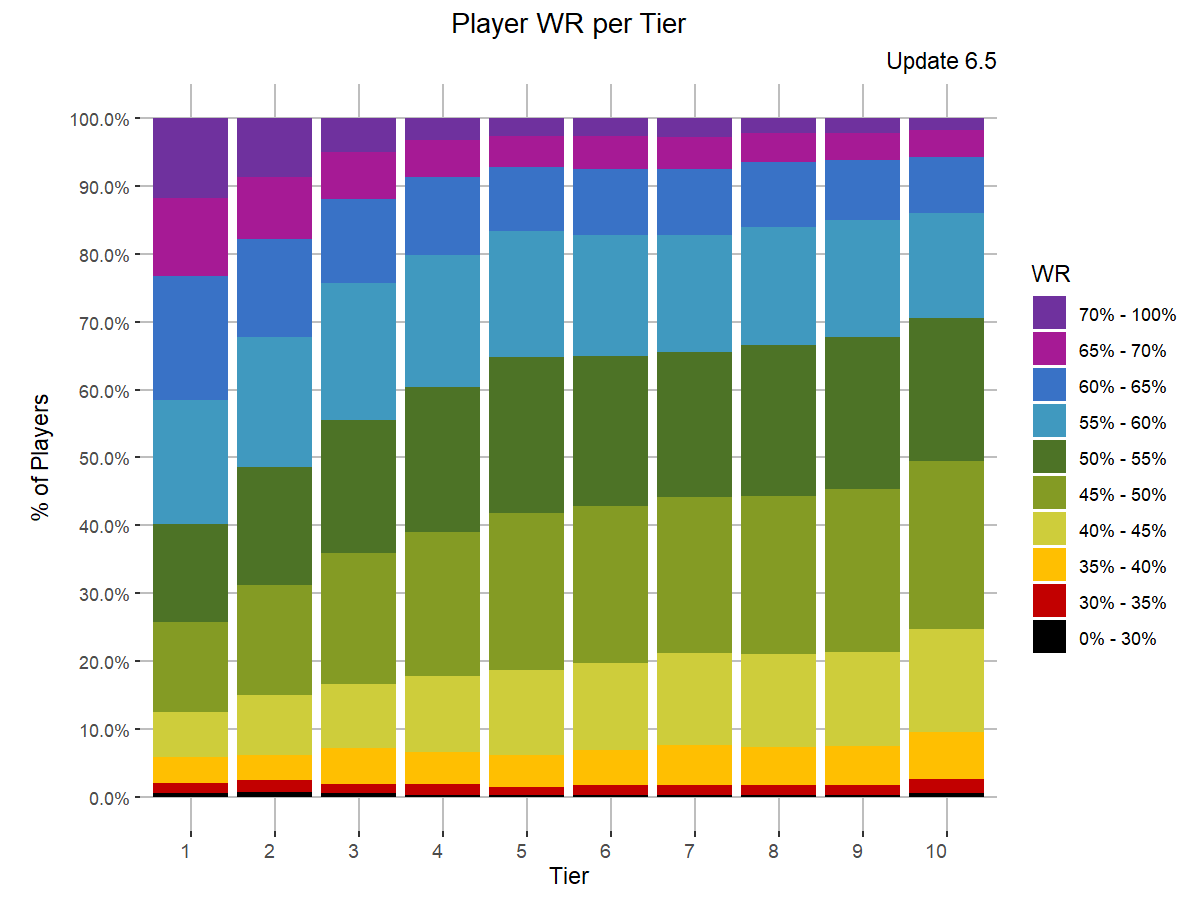 Player WR per Tier
Update 6.5
100.0%
90.0%
80.0%
70.0%
60.0%
50.0%
40.0%
30.0%
20.0%
10.0%
0.0%
% of Players
1 2 3 4 5 6 7 8 9 10
Tier
WR
70% - 100%
65% - 70%
60% - 65%
55% - 60%
50% - 55%
45% - 50%
40% - 45%
35% - 40%
30% - 35%
0% - 30%